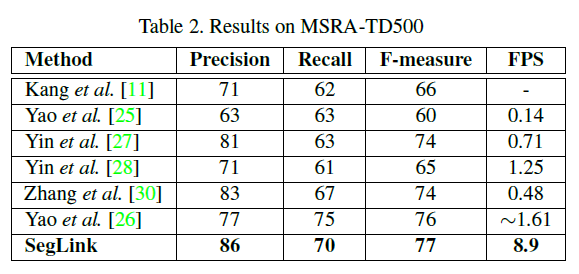 Table 2. Results on MSRA-TD500
Method Precision Recall F-measure FPS
Kang et al. [11] 71 62 66 -
Yao et al. [25] 63 63 60 0.14
Yin et al. [27] 81 63 74 0.71
Yin et al. [28] 71 61 65 1.25
Zhang et al. [30] 83 67 74 0.48
Yao et al. [26] 77 75 76 ~1.61
SegLink 86 70 77 8.9